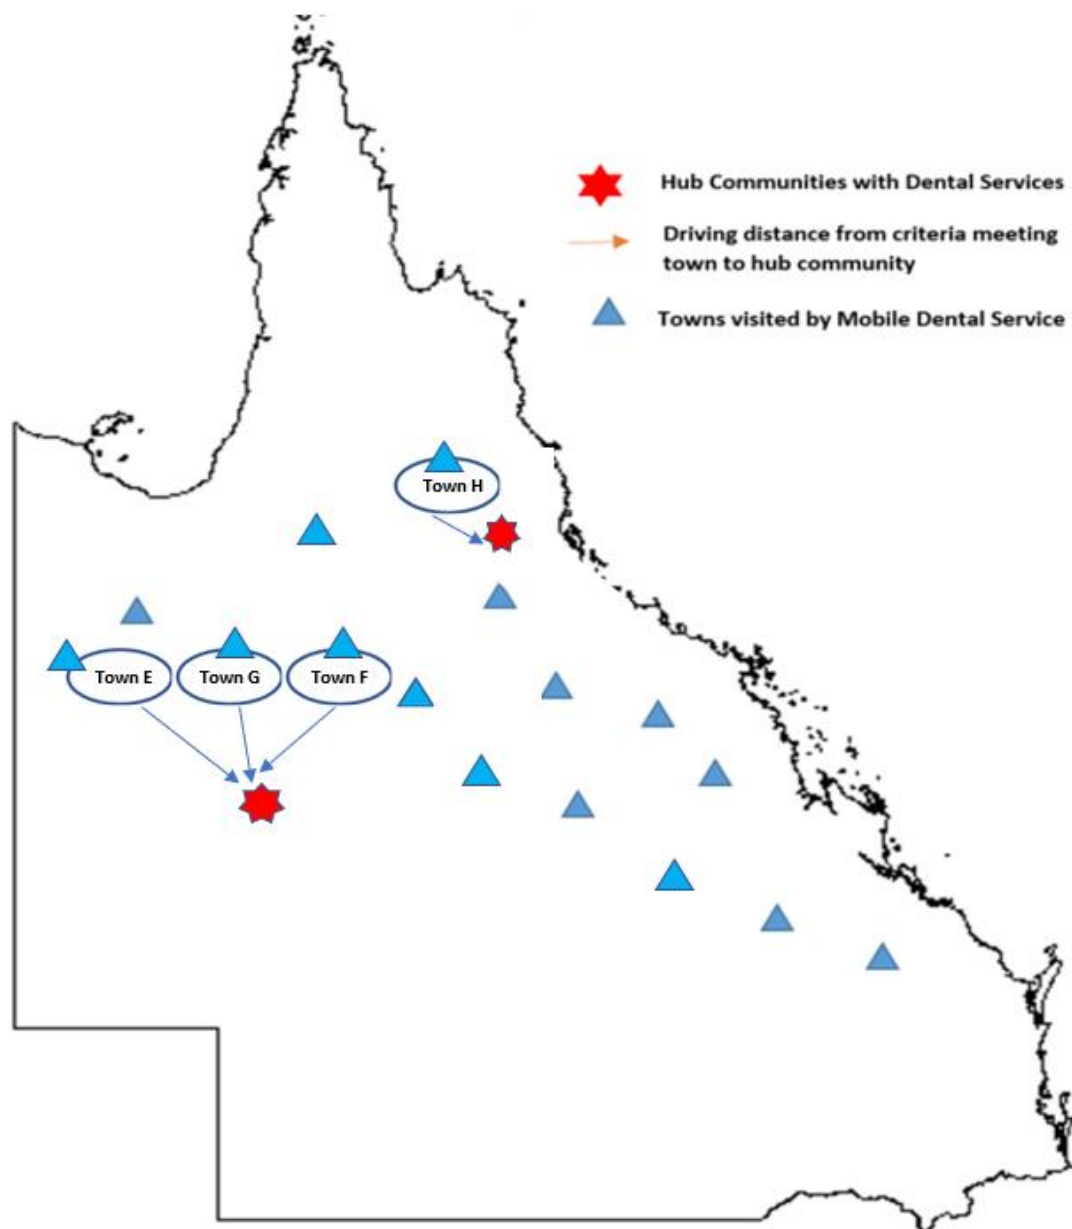 Hub Communities with Dental Services
Driving distance from criteria meeting
town to hub community
Towns visited by Mobile Dental Service
Town H
Town E
Town G
Town F